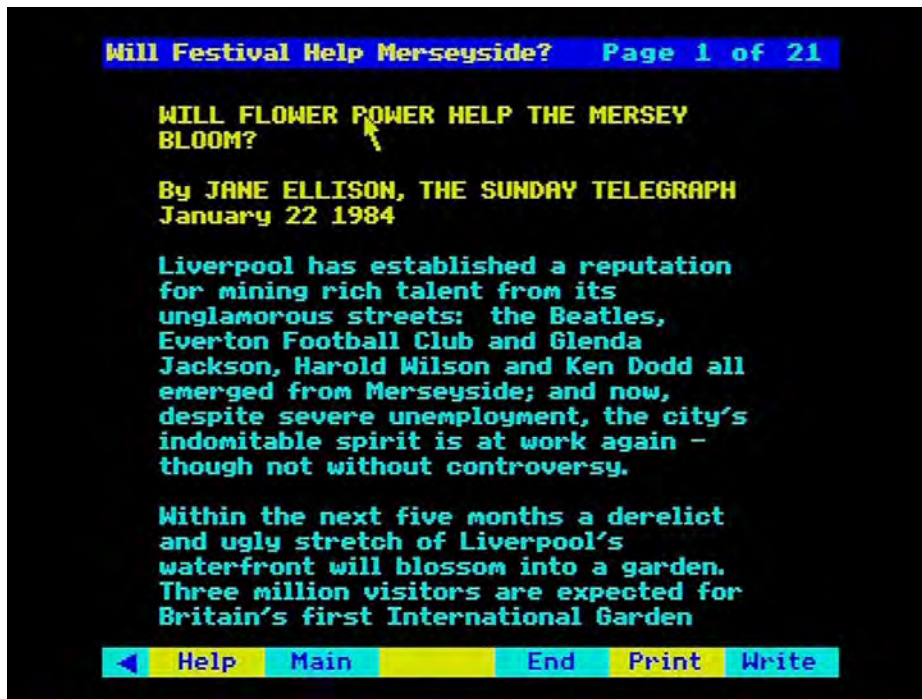 Will Festival Help Merseyside? Page 1 of 21
WILL FLOWER POWER HELP THE MERSEY
BLOOM?
By JANE ELLISON, THE SUNDAY TELEGRAPH
January 22 1984
Liverpool has established a reputation
for mining rich talent from its
unglamorous streets: the Beatles,
Everton Football Club and Glenda
Jackson, Harold Wilson and Ken Dodd all
emerged from Merseyside; and now,
despite severe unemployment, the city's
indomitable spirit is at work again -
though not without controversy.
Within the next five months a derelict
and ugly stretch of Liverpool's
waterfront will blossom into a garden.
Three million visitors are expected for
Britain's first International Garden
Help Main End Print Write